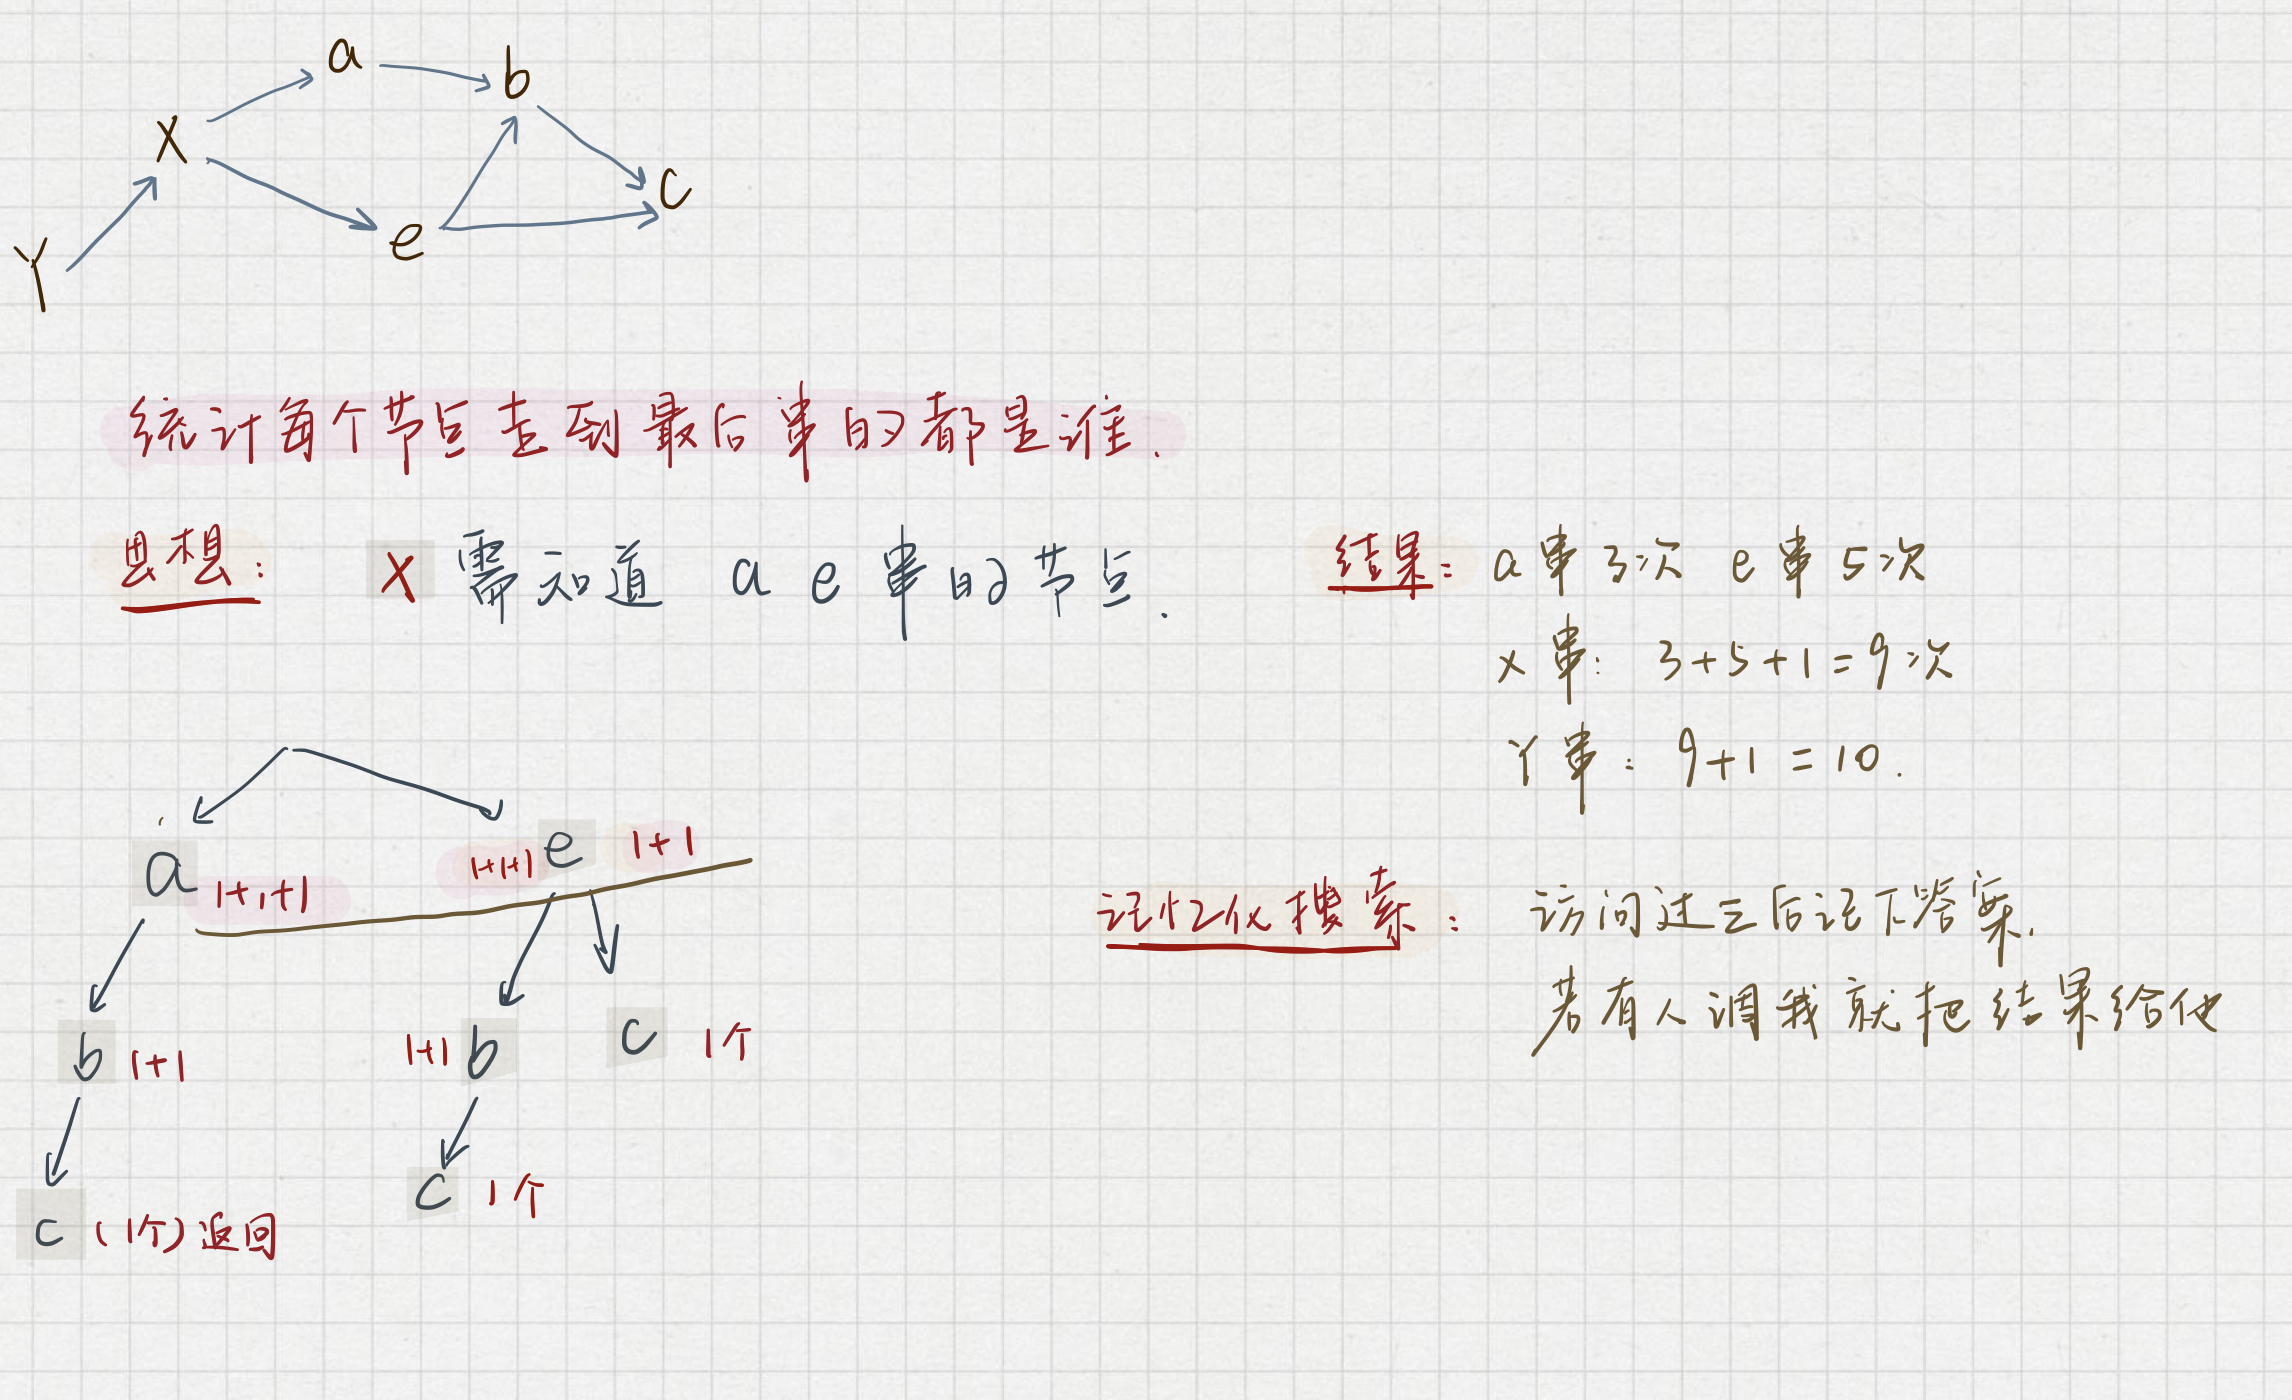 a
b
X
c
e
Y
统计每个节点走到最后串的都是谁.
思想: X 需知道 a e 串的节点.
结果: a串3次 e串5次
X串: 3+5+1=9次
Y串: 9+1=10.
a 1+1+1
1+1+1 e 1+1
记忆化搜索: 访问过之后记下答案.
若有人调我就把结果给他
b 1+1
1+1 b
c 1个
c 1个
c (1个)返回